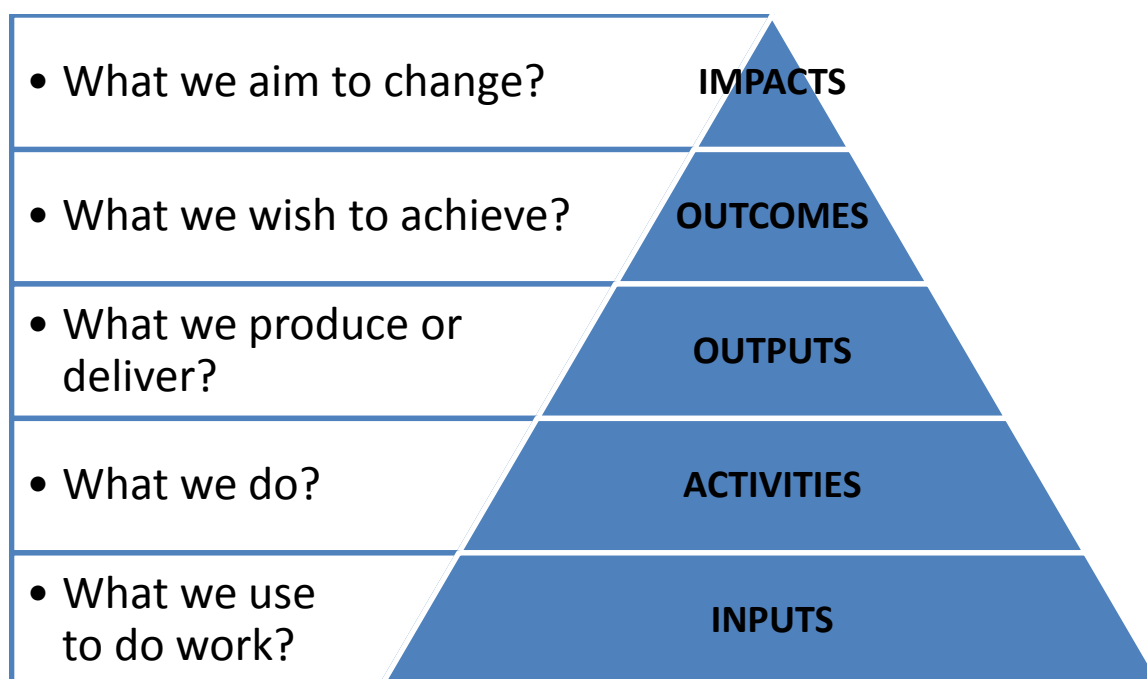 • What we aim to change?
IMPACTS
• What we wish to achieve?
OUTCOMES
• What we produce or
deliver?
OUTPUTS
• What we do?
ACTIVITIES
• What we use
to do work?
INPUTS